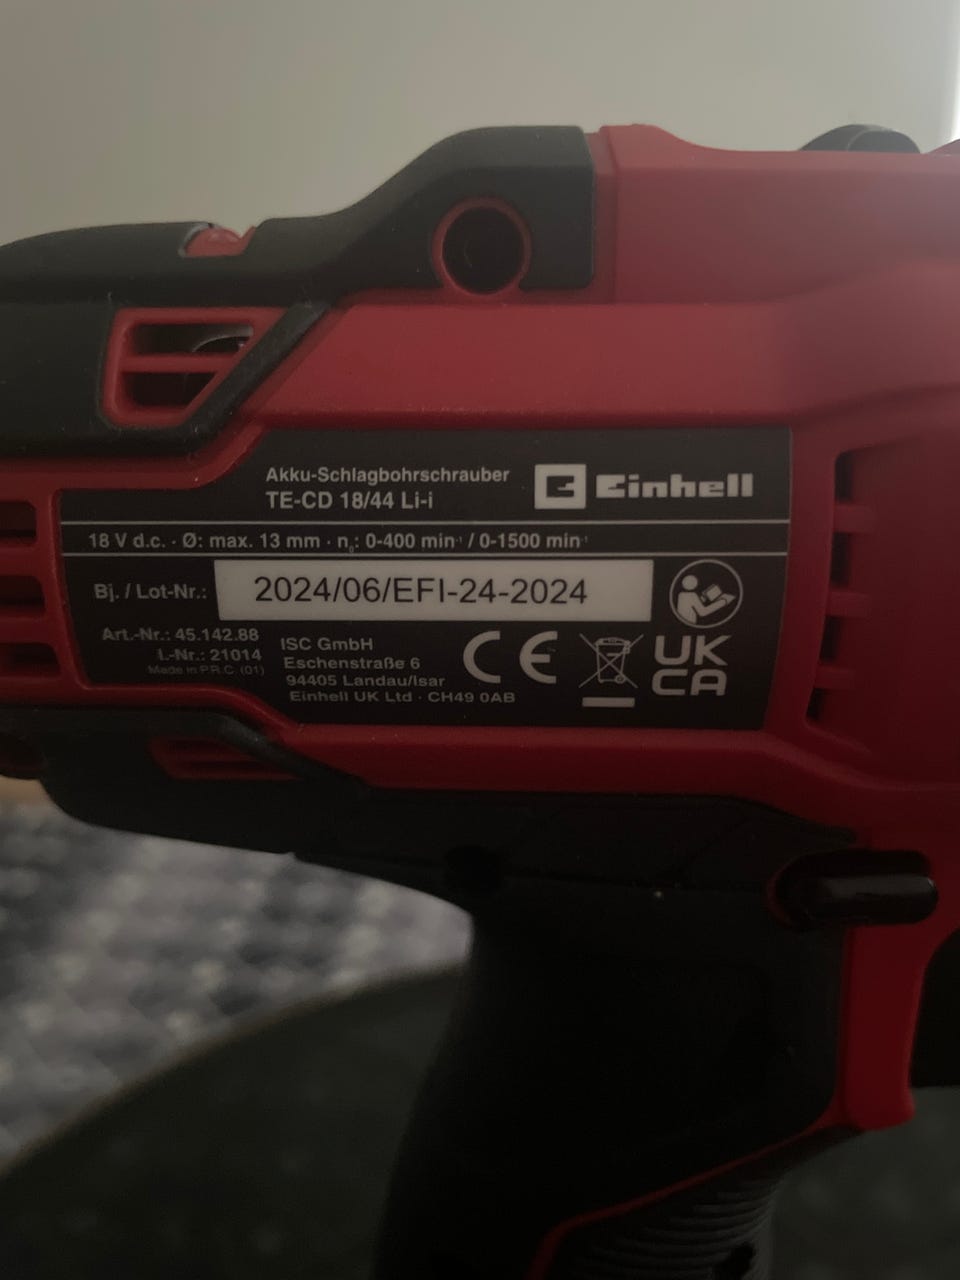 Akku-Schlagbohrschrauber
TE-CD 18/44 Li-i
Einhell
18 V d.c. · Ø: max. 13 mm · n₀: 0-400 min⁻¹ / 0-1500 min⁻¹
Bj. / Lot-Nr.: 2024/06/EFI-24-2024
Art.-Nr.: 45.142.88
I.-Nr.: 21014
Made in P.R.C. (01)
ISC GmbH
Eschenstraße 6
94405 Landau/Isar
Einhell UK Ltd · CH49 0AB
CE
UK
CA